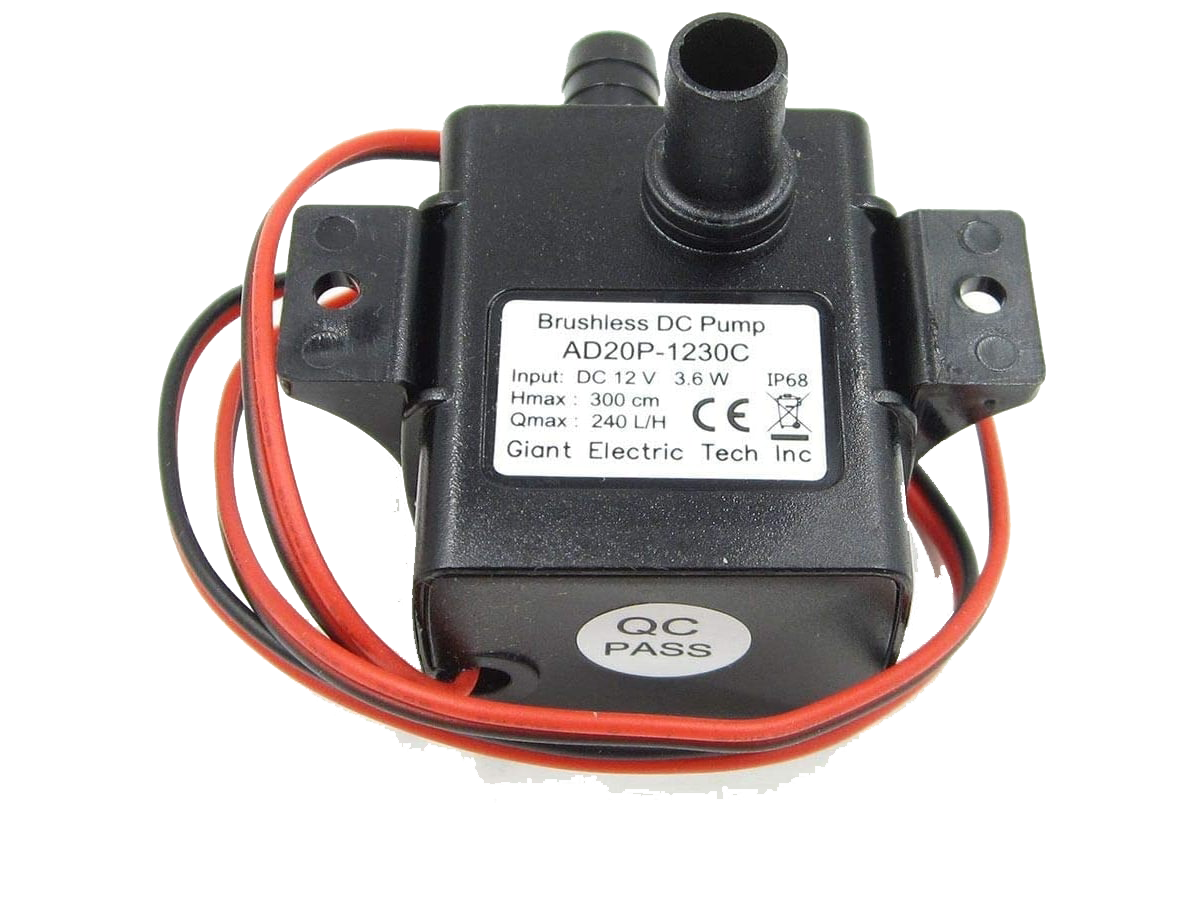 Brushless DC Pump
AD20P-1230C
Input: DC 12 V 3.6 W IP68
Hmax : 300 cm
Qmax : 240 L/H CE
Giant Electric Tech Inc
QC
PASS